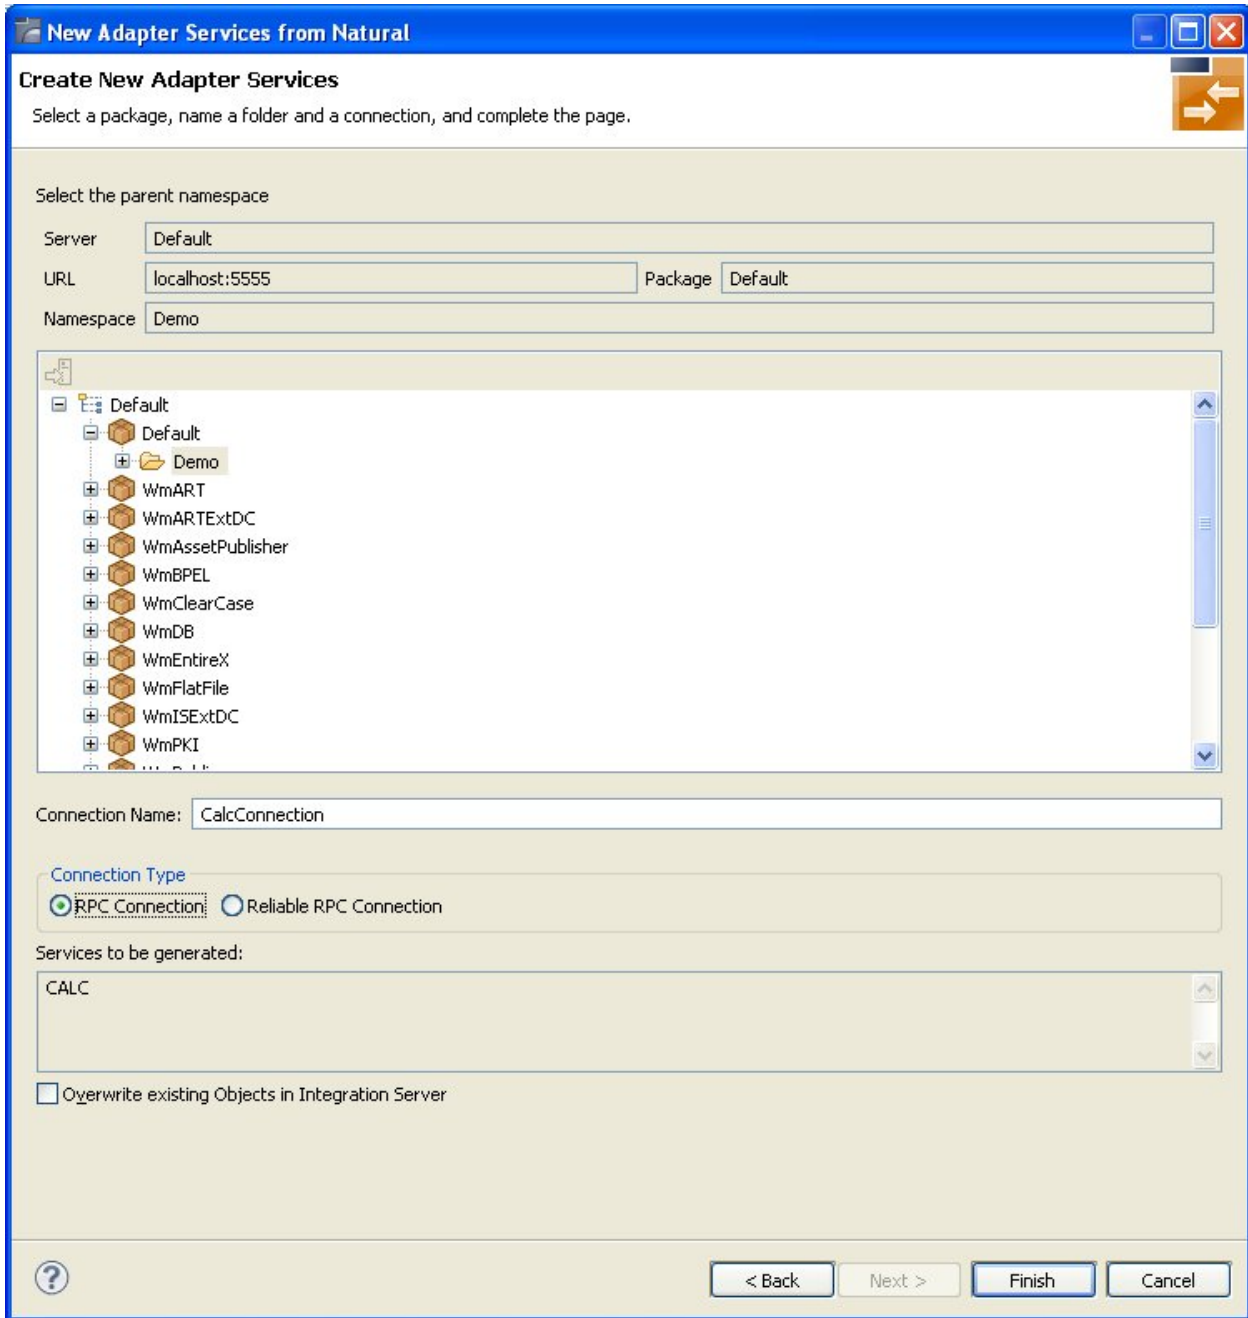 New Adapter Services from Natural
Create New Adapter Services
Select a package, name a folder and a connection, and complete the page.
Select the parent namespace
Server Default
URL localhost:5555 Package Default
Namespace Demo
Default
Default
Demo
WmART
WmARTExtDC
WmAssetPublisher
WmBPEL
WmClearCase
WmDB
WmEntireX
WmFlatFile
WmISExtDC
WmPKI
Connection Name: CalcConnection
Connection Type
RPC Connection Reliable RPC Connection
Services to be generated:
CALC
Overwrite existing Objects in Integration Server
< Back Next > Finish Cancel